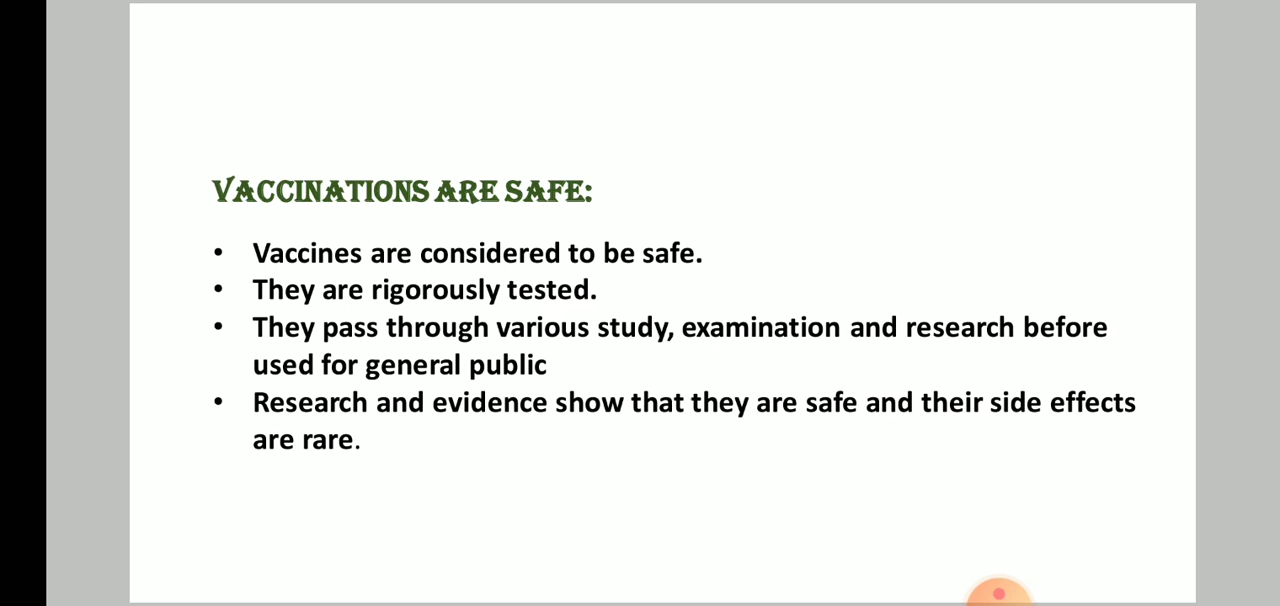 VACCINATIONS ARE SAFE:
• Vaccines are considered to be safe.
• They are rigorously tested.
• They pass through various study, examination and research before
used for general public
• Research and evidence show that they are safe and their side effects
are rare.